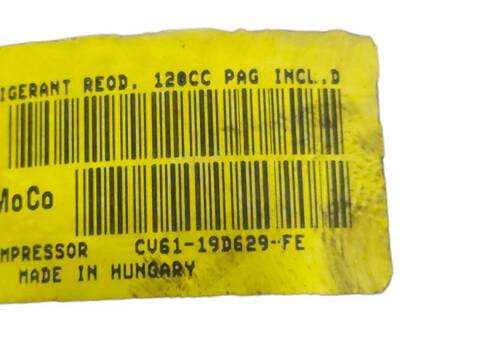 IGERANT REQD, 120CC PAG INCL.D
MoCo
MPRESSOR CV61-19D629-FE
MADE IN HUNGARY